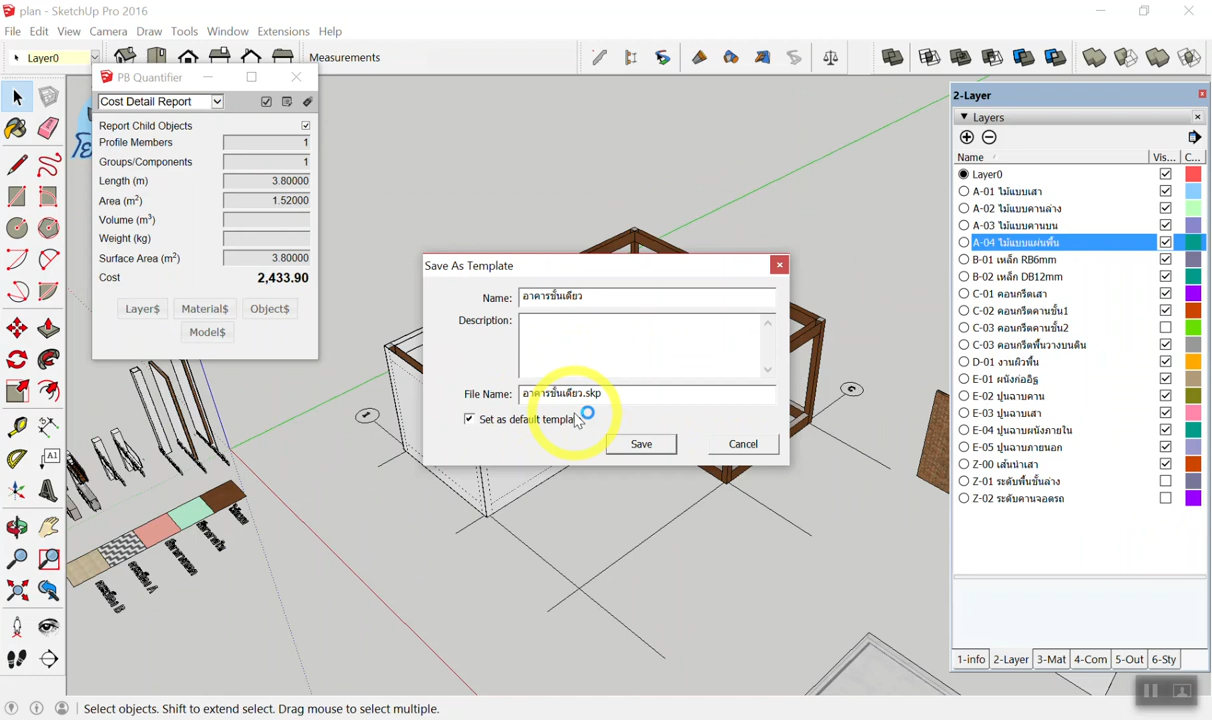 plan - SketchUp Pro 2016
File Edit View Camera Draw Tools Window Extensions Help
Layer0
Measurements
PB Quantifier
Cost Detail Report
Report Child Objects
Profile Members 1
Groups/Components 1
Length (m) 3.80000
Area (m²) 1.52000
Volume (m³)
Weight (kg)
Surface Area (m²) 3.80000
Cost 2,433.90
Layer$ Material$ Object$
Model$
Save As Template
Name: อาคารชั้นเดียว
Description:
File Name: อาคารชั้นเดียว.skp
Set as default templa
Save Cancel
2-Layer
Layers
Name Vis... C...
Layer0
A-01 ไม้แบบเสา
A-02 ไม้แบบคานล่าง
A-03 ไม้แบบคานบน
A-04 ไม้แบบแผ่นพื้น
B-01 เหล็ก RB6mm
B-02 เหล็ก DB12mm
C-01 คอนกรีตเสา
C-02 คอนกรีตคานชั้น1
C-03 คอนกรีตคานชั้น2
C-03 คอนกรีตพื้นวางบนดิน
D-01 งานผิวพื้น
E-01 ผนังก่ออิฐ
E-02 ปูนฉาบคาน
E-03 ปูนฉาบเสา
E-04 ปูนฉาบผนังภายใน
E-05 ปูนฉาบภายนอก
Z-00 เส้นนำเสา
Z-01 ระดับพื้นชั้นล่าง
Z-02 ระดับคานจอดรถ
1-info 2-Layer 3-Mat 4-Com 5-Out 6-Sty
1
C
A1
Select objects. Shift to extend select. Drag mouse to select multiple.